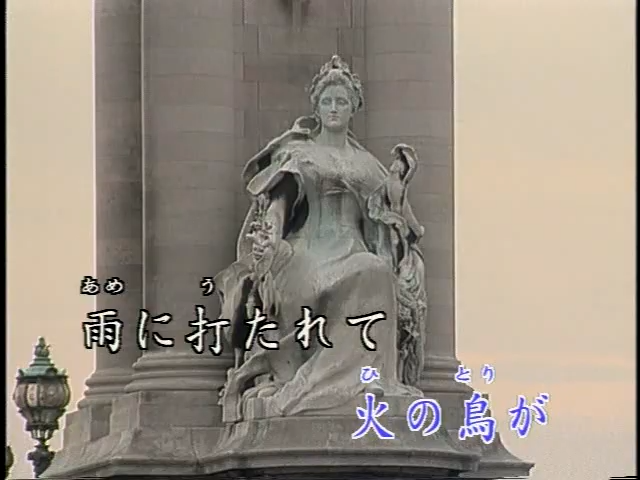 あめ う
雨に打たれて
ひ とり
火の鳥が